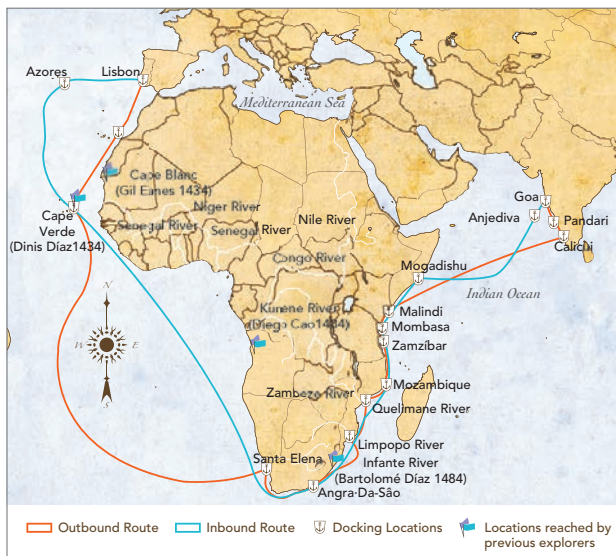 Azores
Lisbon
Mediterranean Sea
Cape Blanc
(Gil Eanes 1434)
Cape
Verde
(Dinis Díaz1434)
Niger River
Senegal River
Senegal River
Nile River
Congo River
Kunene River
(Diego Cao1484)
Goa
Anjediva
Pandari
Calicut
Mogadishu
Indian Ocean
Malindi
Mombasa
Zamzíbar
Mozambique
Zambeze River
Quelimane River
Limpopo River
Santa Elena
Infante River
(Bartolomé Díaz 1484)
Angra-Da-Sâo
N
W
E
S
Outbound Route
Inbound Route
Docking Locations
Locations reached by
previous explorers